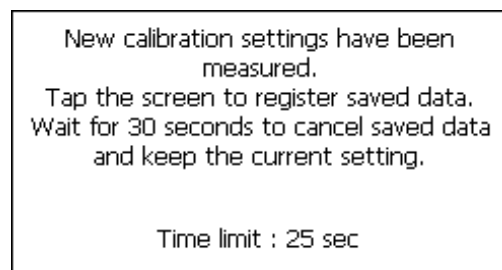 New calibration settings have been
measured.
Tap the screen to register saved data.
Wait for 30 seconds to cancel saved data
and keep the current setting.
Time limit : 25 sec